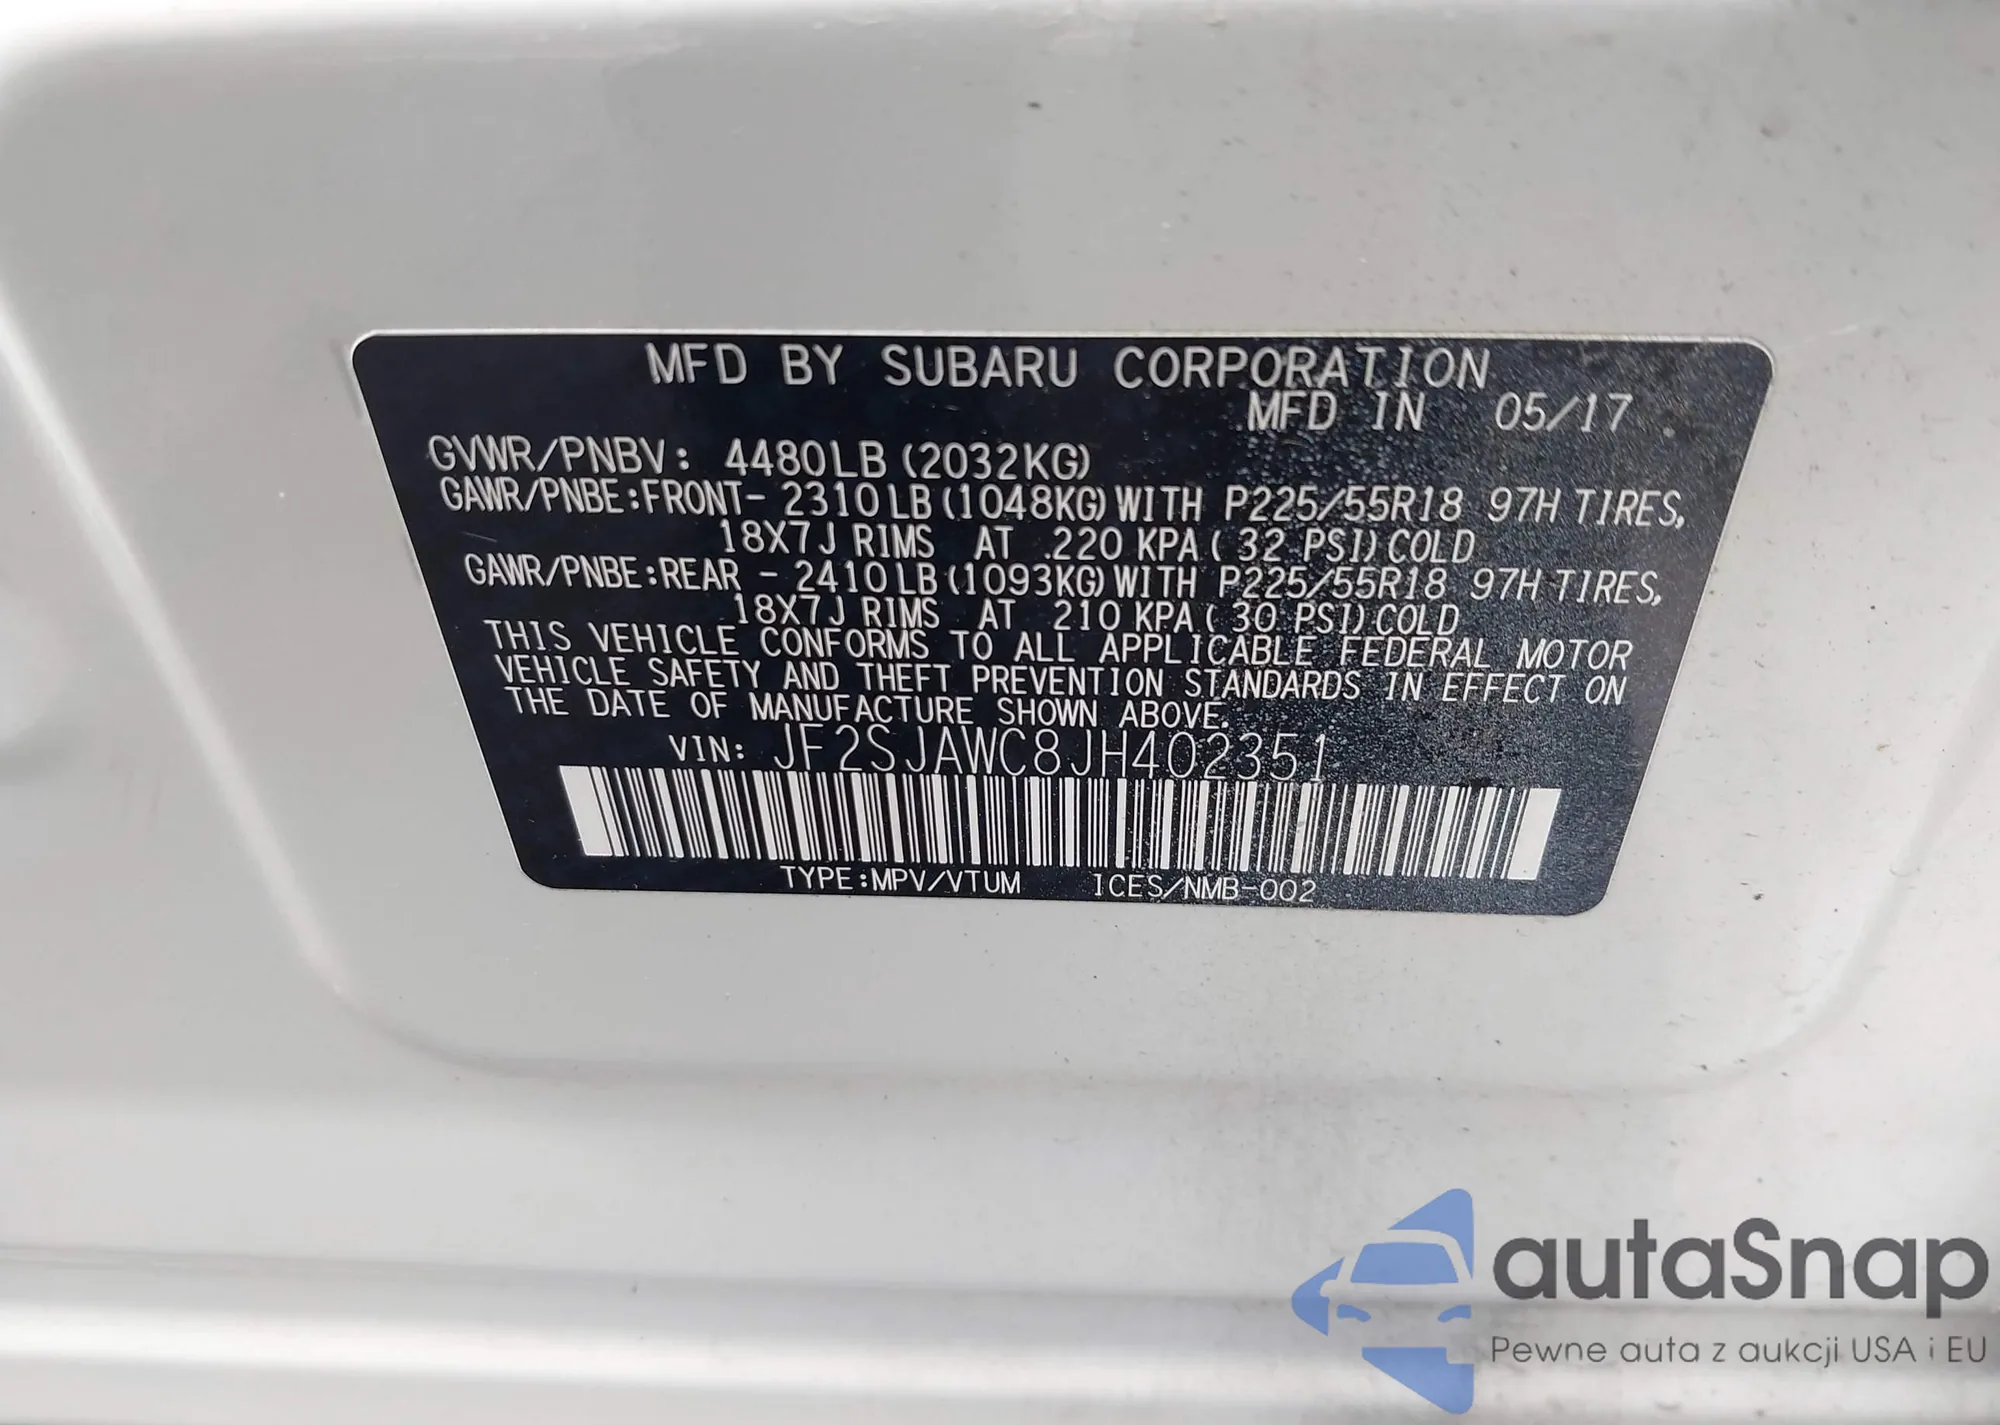 MFD BY SUBARU CORPORATION
MFD IN 05/17
GVWR/PNBV: 4480LB (2032KG)
GAWR/PNBE:FRONT- 2310LB (1048KG) WITH P225/55R18 97H TIRES,
18X7J RIMS AT 220 KPA ( 32 PSI) COLD
GAWR/PNBE:REAR - 2410LB (1093KG) WITH P225/55R18 97H TIRES,
18X7J RIMS AT 210 KPA ( 30 PSI) COLD
THIS VEHICLE CONFORMS TO ALL APPLICABLE FEDERAL MOTOR
VEHICLE SAFETY AND THEFT PREVENTION STANDARDS IN EFFECT ON
THE DATE OF MANUFACTURE SHOWN ABOVE.
VIN: JF2SJAWC8JH402351
TYPE:MPV/VTUM ICES/NMB-002
autaSnap
Pewne auta z aukcji USA i EU